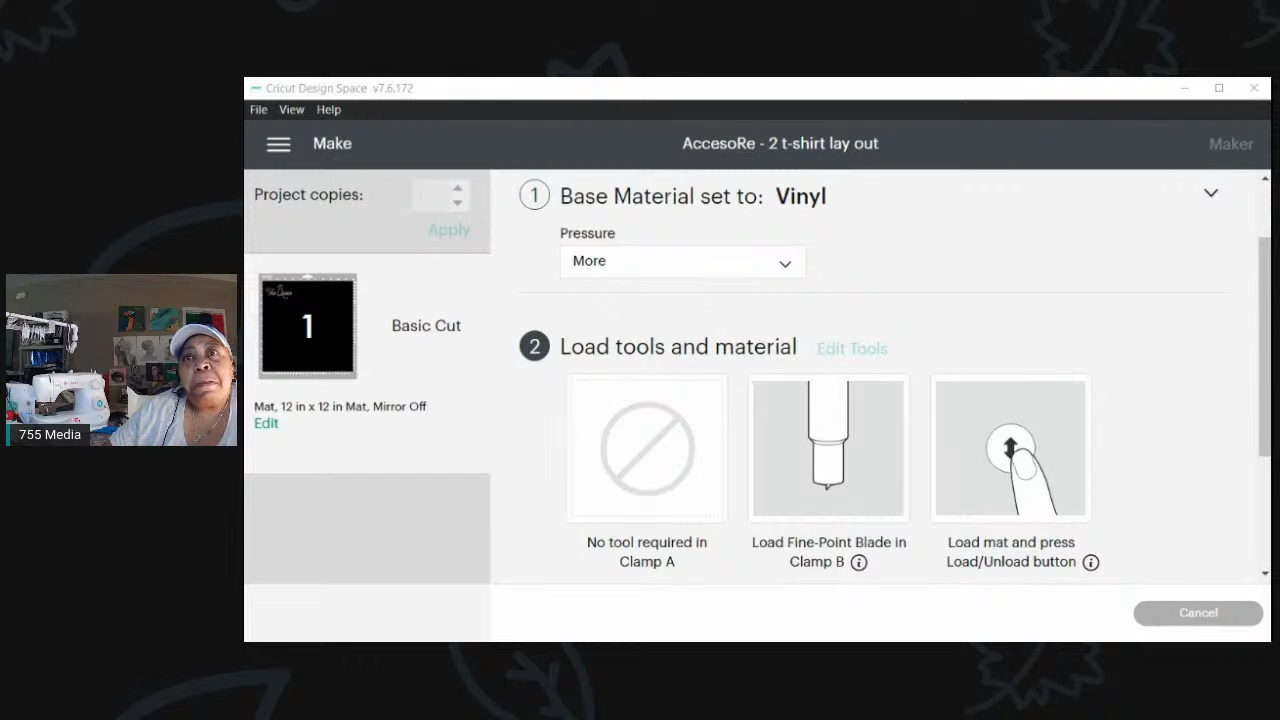 Cricut Design Space v7.6.172
File View Help
Make
AccesoRe - 2 t-shirt lay out
Maker
Project copies:
Apply
1
Basic Cut
Mat, 12 in x 12 in Mat, Mirror Off
Edit
1 Base Material set to: Vinyl
Pressure
More
2 Load tools and material Edit Tools
No tool required in
Clamp A
Load Fine-Point Blade in
Clamp B
Load mat and press
Load/Unload button
Cancel
755 Media